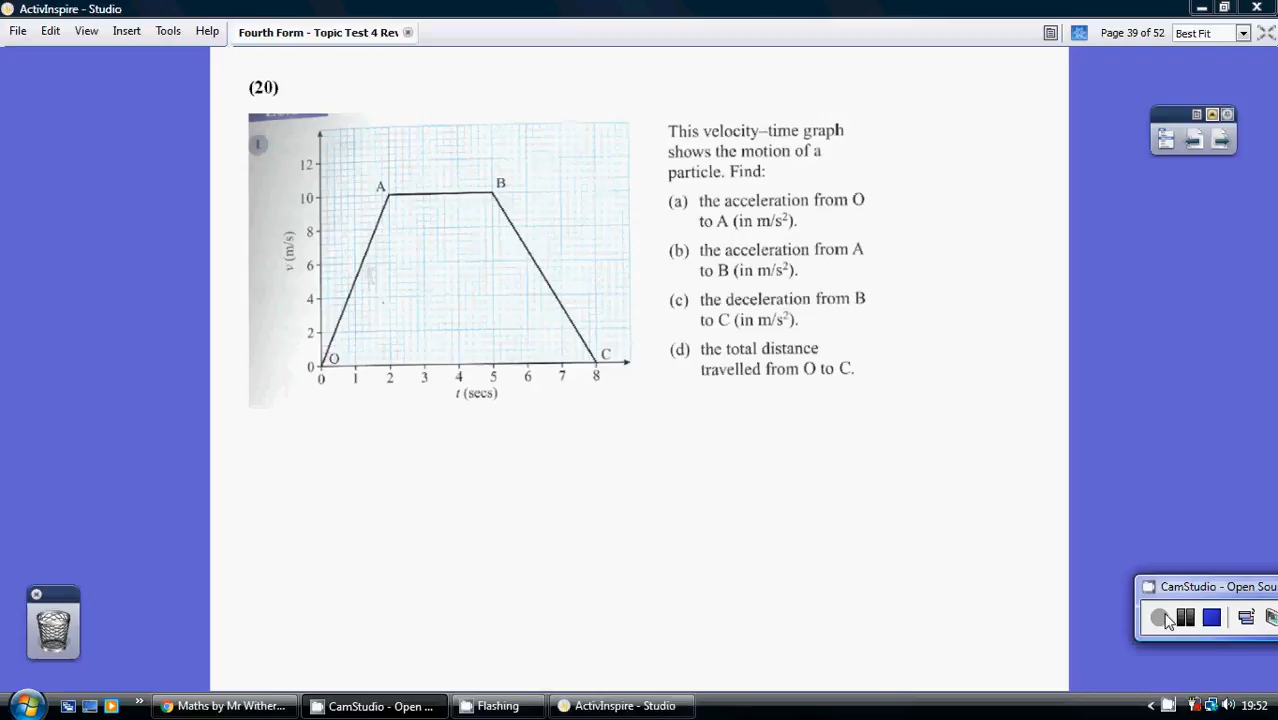 ActivInspire - Studio
File Edit View Insert Tools Help
Fourth Form - Topic Test 4 Rev
Page 39 of 52 Best Fit
(20)
L
12
10
8
6
4
2
0
v (m/s)
A
B
O
C
0 1 2 3 4 5 6 7 8
t (secs)
This velocity–time graph
shows the motion of a
particle. Find:
(a) the acceleration from O
to A (in m/s²).
(b) the acceleration from A
to B (in m/s²).
(c) the deceleration from B
to C (in m/s²).
(d) the total distance
travelled from O to C.
CamStudio - Open Sou
Maths by Mr Wither... CamStudio - Open ... Flashing ActivInspire - Studio 19:52